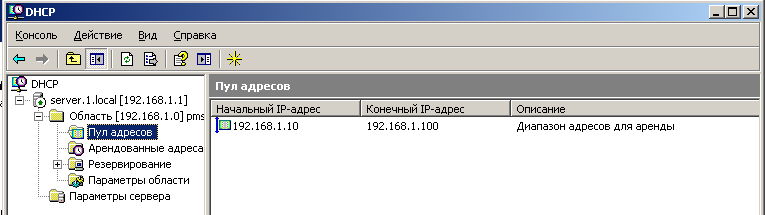 DHCP
Консоль Действие Вид Справка
DHCP
server.1.local [192.168.1.1]
Область [192.168.1.0] pms
Пул адресов
Арендованные адреса
Резервирование
Параметры области
Параметры сервера
Пул адресов
Начальный IP-адрес Конечный IP-адрес Описание
192.168.1.10 192.168.1.100 Диапазон адресов для аренды